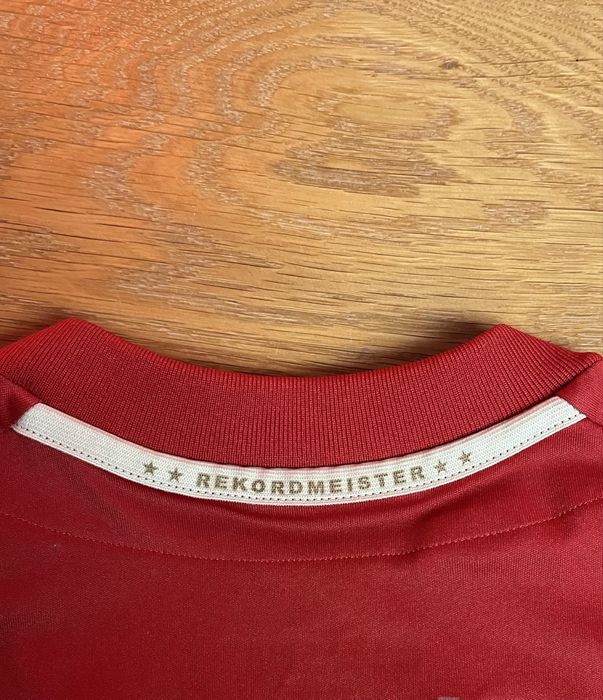 ★ ★ REKORDMEISTER ★ ★